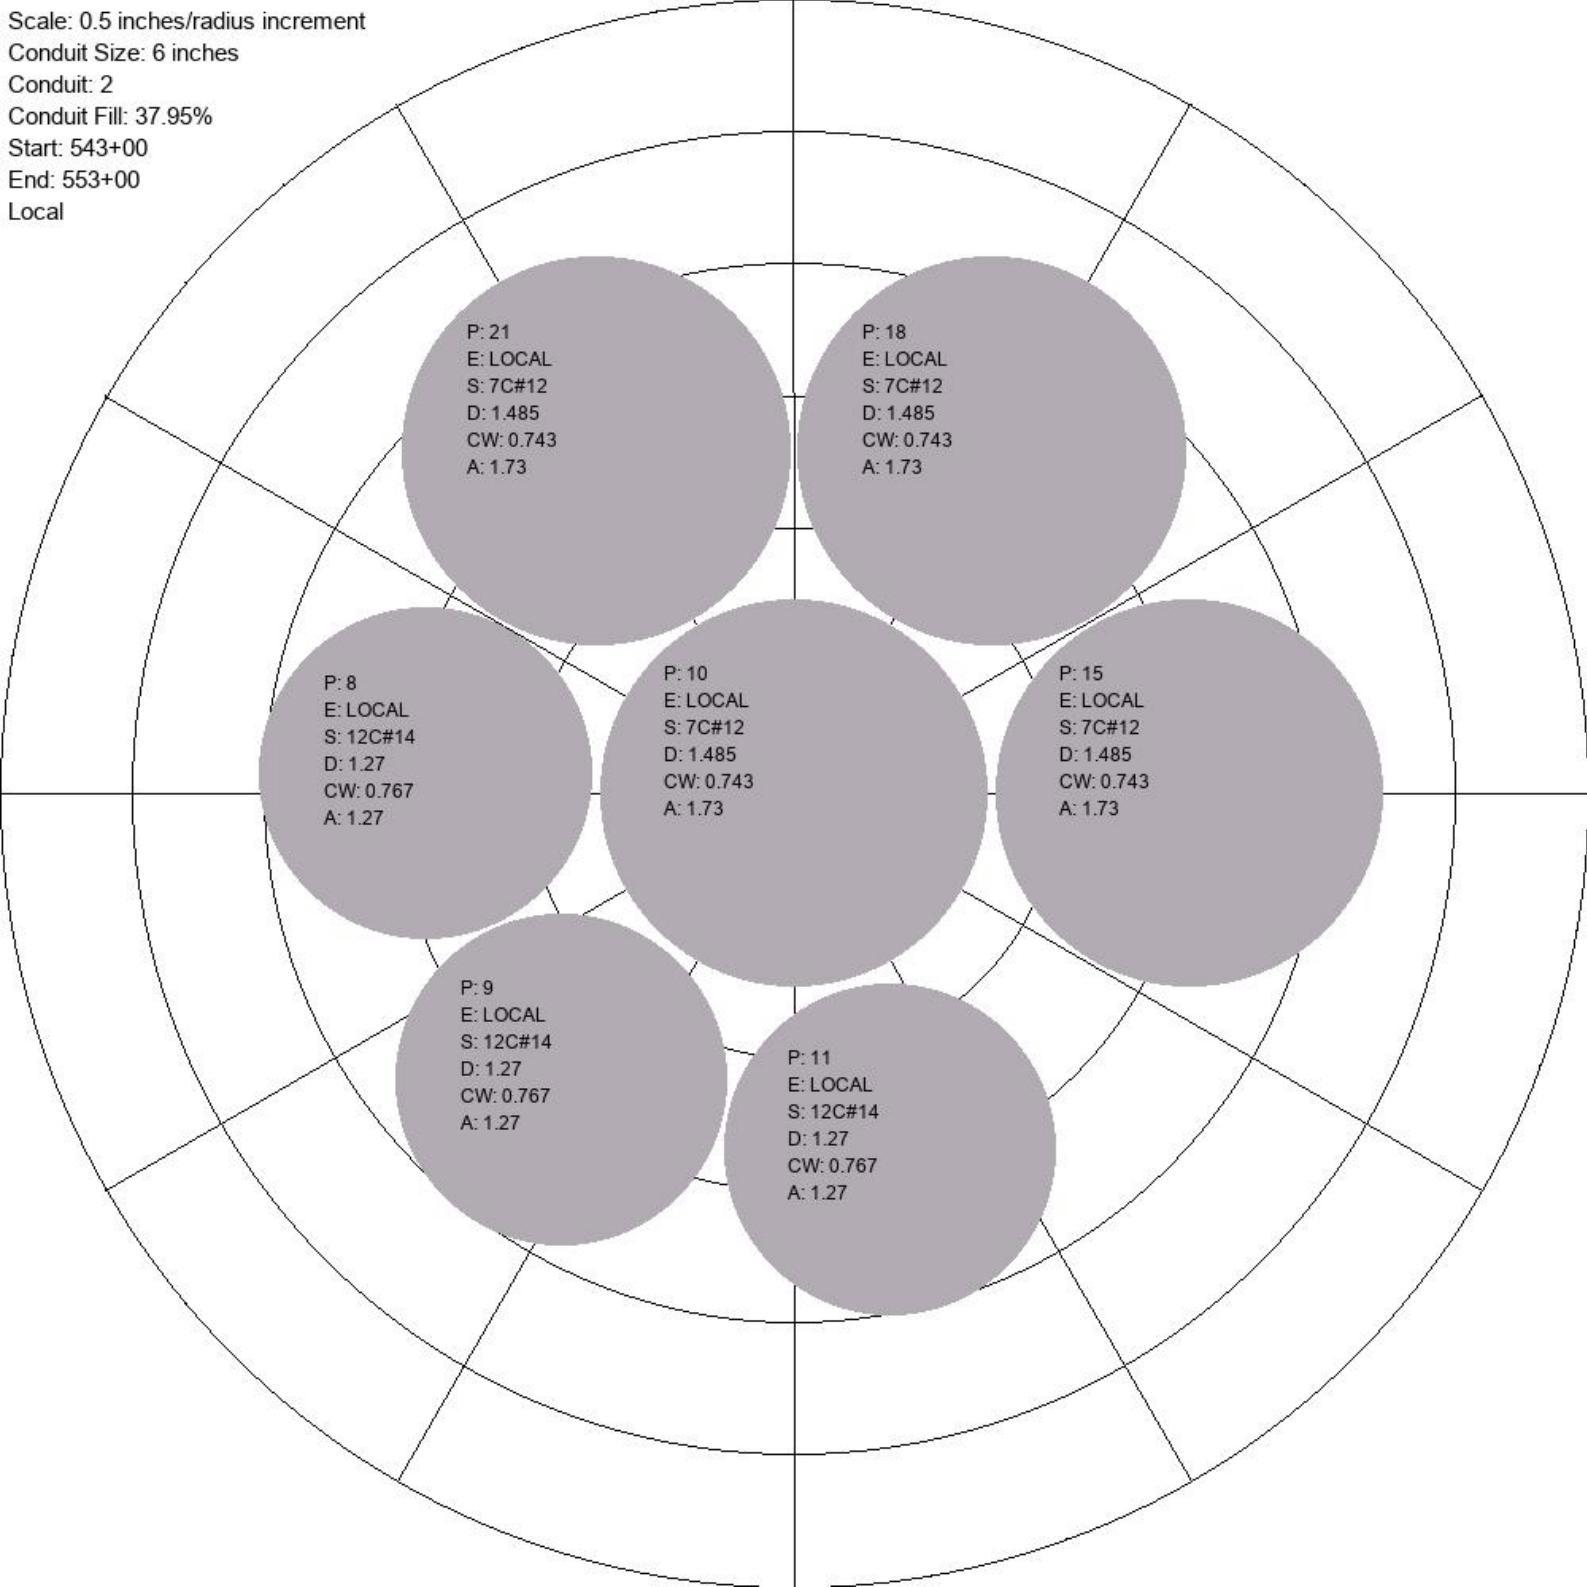 Scale: 0.5 inches/radius increment
Conduit Size: 6 inches
Conduit: 2
Conduit Fill: 37.95%
Start: 543+00
End: 553+00
Local
P: 21
E: LOCAL
S: 7C#12
D: 1.485
CW: 0.743
A: 1.73
P: 18
E: LOCAL
S: 7C#12
D: 1.485
CW: 0.743
A: 1.73
P: 8
E: LOCAL
S: 12C#14
D: 1.27
CW: 0.767
A: 1.27
P: 10
E: LOCAL
S: 7C#12
D: 1.485
CW: 0.743
A: 1.73
P: 15
E: LOCAL
S: 7C#12
D: 1.485
CW: 0.743
A: 1.73
P: 9
E: LOCAL
S: 12C#14
D: 1.27
CW: 0.767
A: 1.27
P: 11
E: LOCAL
S: 12C#14
D: 1.27
CW: 0.767
A: 1.27